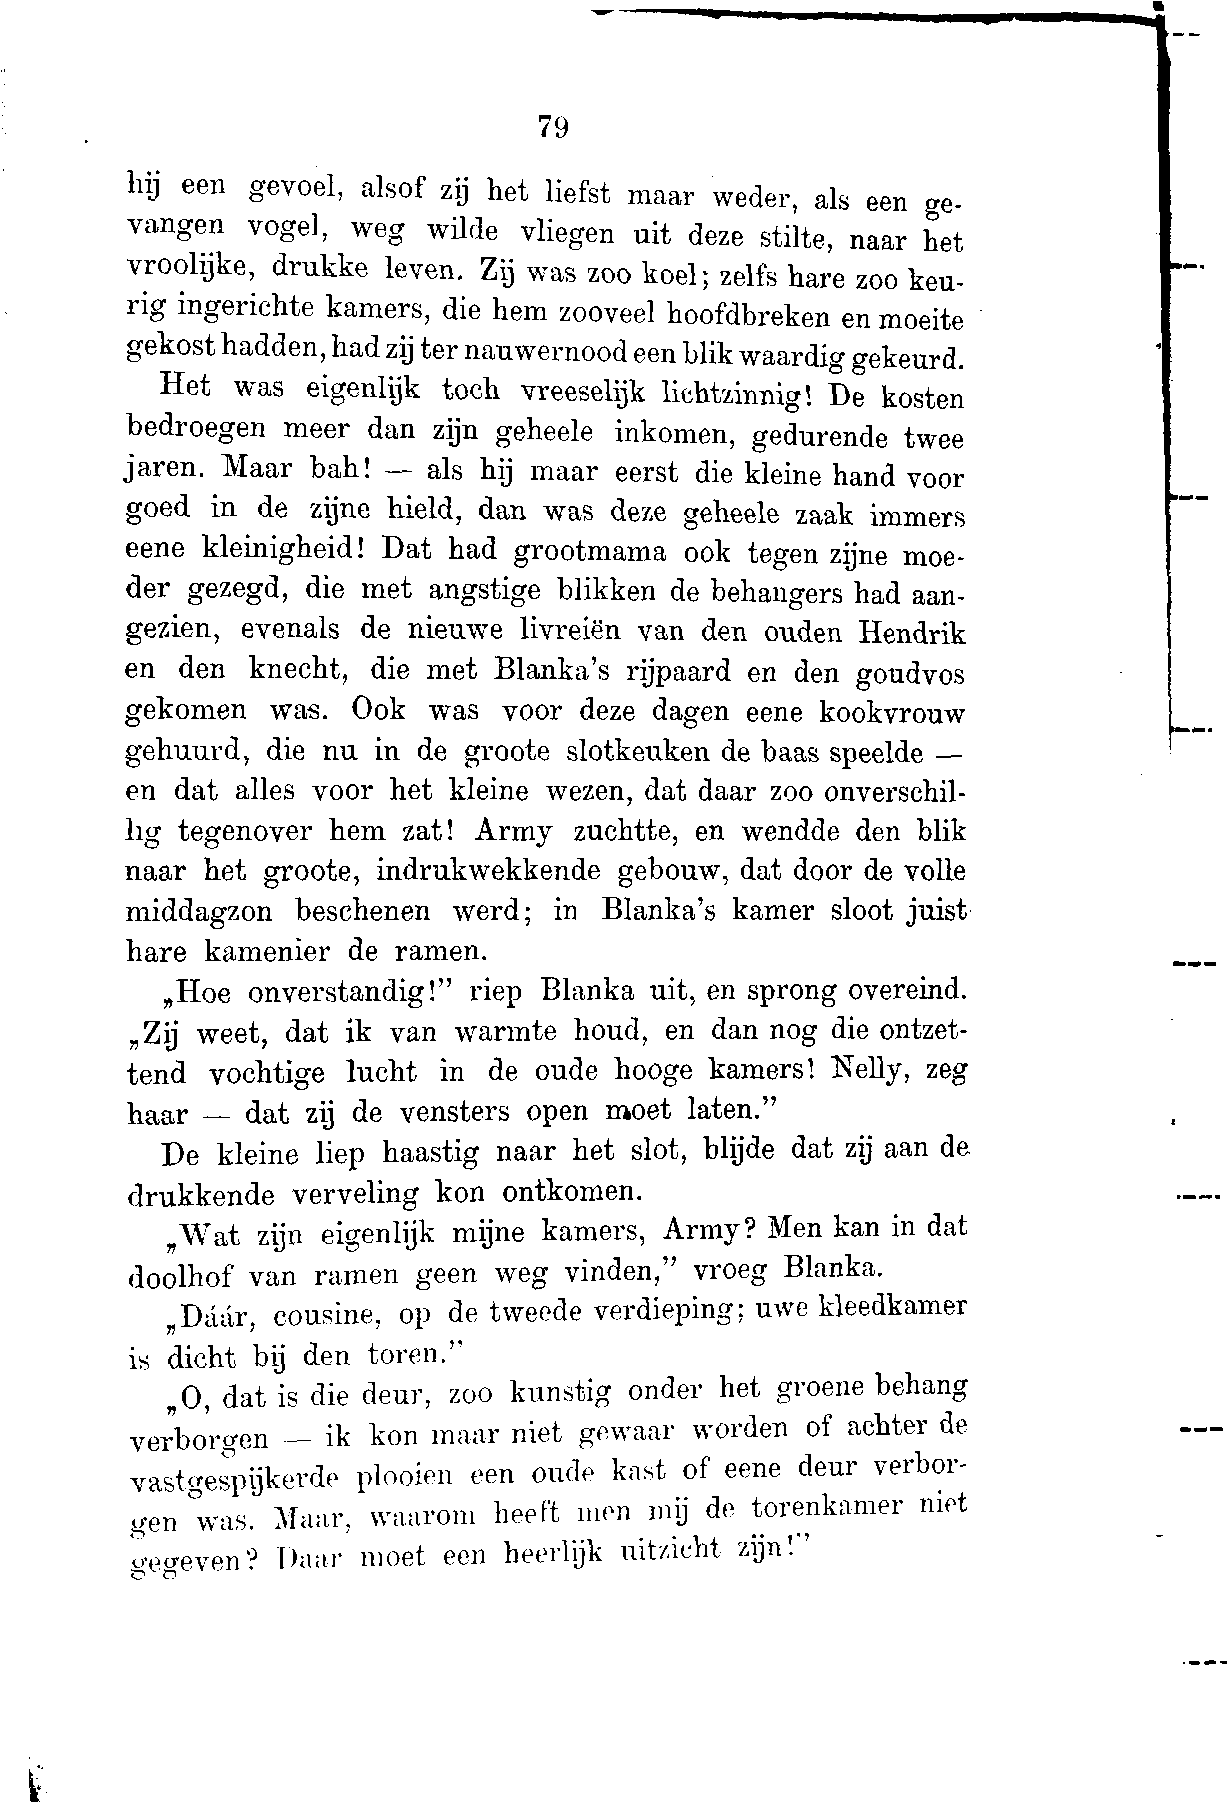 79
hij een gevoel, alsof zij het liefst maar weder, als een ge-
vangen vogel, weg wilde vliegen uit deze stilte, naar het
vroolijke, drukke leven. Zij was zoo koel; zelfs hare zoo keu-
rig ingerichte kamers, die hem zooveel hoofdbreken en moeite
gekost hadden, had zij ter nauwernood een blik waardig gekeurd.
Het was eigenlijk toch vreeselijk lichtzinnig! De kosten
bedroegen meer dan zijn geheele inkomen, gedurende twee
jaren. Maar bah! — als hij maar eerst die kleine hand voor
goed in de zijne hield, dan was deze geheele zaak immers
eene kleinigheid! Dat had grootmama ook tegen zijne moe-
der gezegd, die met angstige blikken de behangers had aan-
gezien, evenals de nieuwe livreiën van den ouden Hendrik
en den knecht, die met Blanka's rijpaard en den goudvos
gekomen was. Ook was voor deze dagen eene kookvrouw
gehuurd, die nu in de groote slotkeuken de baas speelde —
en dat alles voor het kleine wezen, dat daar zoo onverschil-
lig tegenover hem zat! Army zuchtte, en wendde den blik
naar het groote, indrukwekkende gebouw, dat door de volle
middagzon beschenen werd; in Blanka's kamer sloot juist
hare kamenier de ramen.
„Hoe onverstandig!” riep Blanka uit, en sprong overeind.
„Zij weet, dat ik van warmte houd, en dan nog die ontzet-
tend vochtige lucht in de oude hooge kamers! Nelly, zeg
haar — dat zij de vensters open moet laten.”
De kleine liep haastig naar het slot, blijde dat zij aan de
drukkende verveling kon ontkomen.
„Wat zijn eigenlijk mijne kamers, Army? Men kan in dat
doolhof van ramen geen weg vinden,” vroeg Blanka.
„Dáár, cousine, op de tweede verdieping; uwe kleedkamer
is dicht bij den toren.”
„O, dat is die deur, zoo kunstig onder het groene behang
verborgen — ik kon maar niet gewaar worden of achter de
vastgespijkerde plooien een oude kast of eene deur verbor-
gen was. Maar, waarom heeft men mij de torenkamer niet
gegeven? Daar moet een heerlijk uitzicht zijn!”